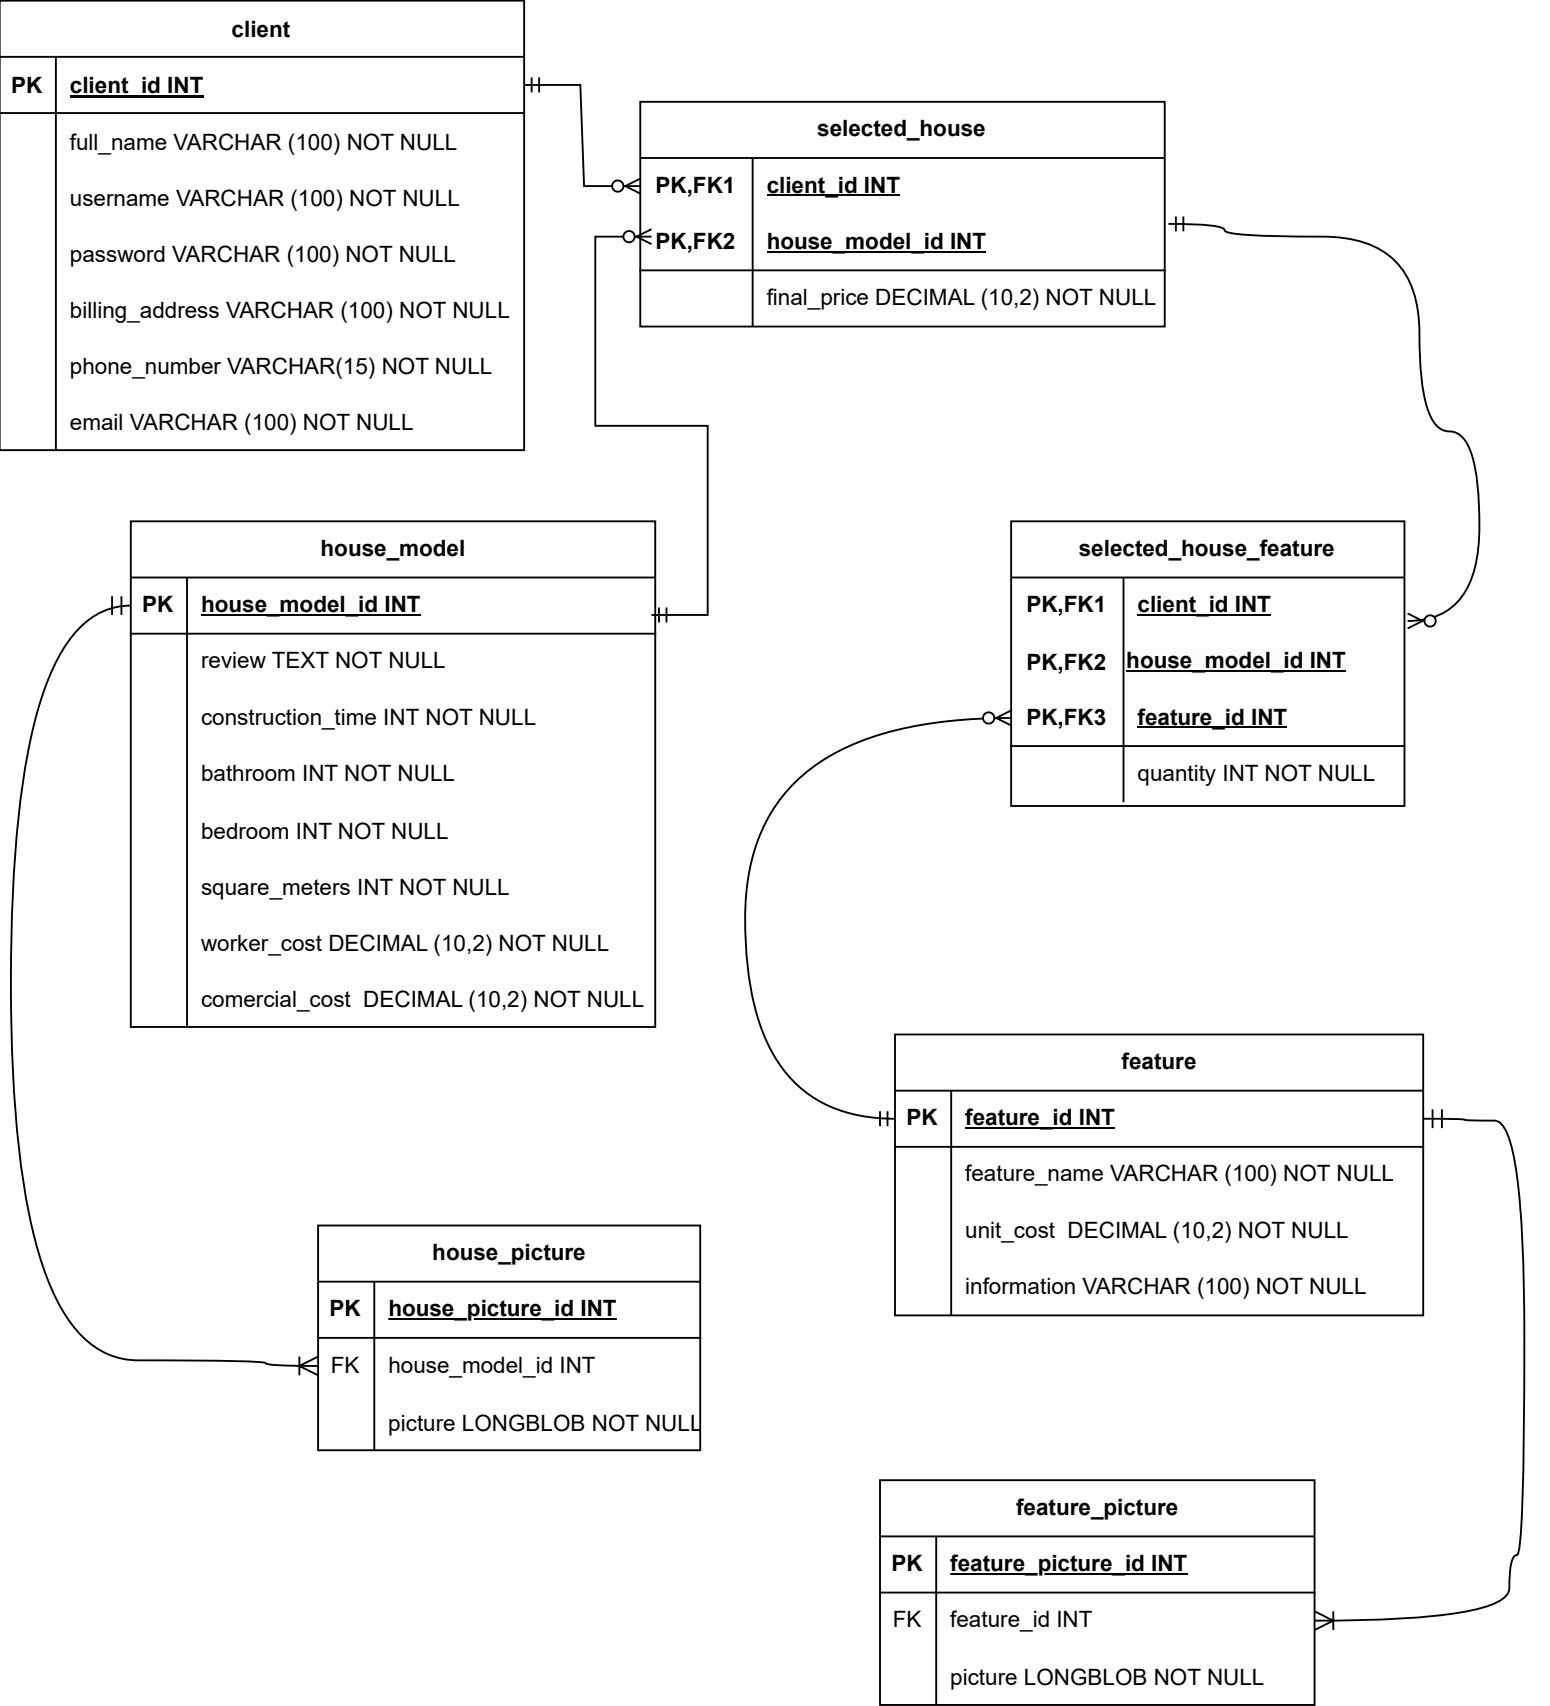 client
PK client_id INT
full_name VARCHAR (100) NOT NULL
username VARCHAR (100) NOT NULL
password VARCHAR (100) NOT NULL
billing_address VARCHAR (100) NOT NULL
phone_number VARCHAR(15) NOT NULL
email VARCHAR (100) NOT NULL
selected_house
PK,FK1 client_id INT
PK,FK2 house_model_id INT
final_price DECIMAL (10,2) NOT NULL
house_model
PK house_model_id INT
review TEXT NOT NULL
construction_time INT NOT NULL
bathroom INT NOT NULL
bedroom INT NOT NULL
square_meters INT NOT NULL
worker_cost DECIMAL (10,2) NOT NULL
comercial_cost DECIMAL (10,2) NOT NULL
selected_house_feature
PK,FK1 client_id INT
PK,FK2 house_model_id INT
PK,FK3 feature_id INT
quantity INT NOT NULL
feature
PK feature_id INT
feature_name VARCHAR (100) NOT NULL
unit_cost DECIMAL (10,2) NOT NULL
information VARCHAR (100) NOT NULL
house_picture
PK house_picture_id INT
FK house_model_id INT
picture LONGBLOB NOT NULL
feature_picture
PK feature_picture_id INT
FK feature_id INT
picture LONGBLOB NOT NULL